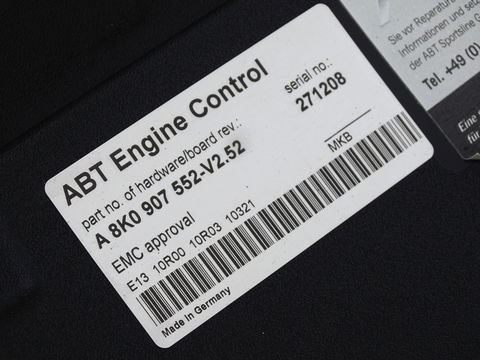 ABT Engine Control
part no. of hardware/board rev.:
serial no.:
A 8K0 907 552-V2.52
271208
EMC approval
MKB
E13 10R00 10R03 10321
Made in Germany
Sie vor Reparatur
Informationen und setz
der ABT Sportsline G
Tel. +49 (0)
Eine
für